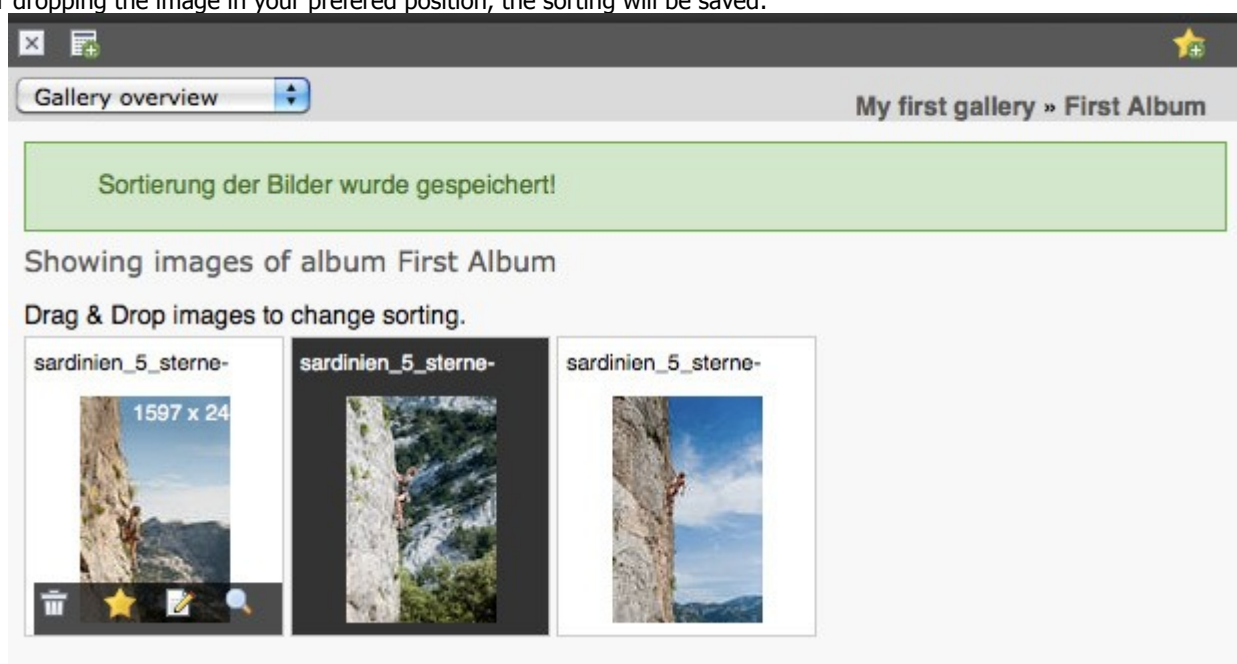 dropping the image in your prefered position, the sorting will be saved.
Gallery overview
My first gallery » First Album
Sortierung der Bilder wurde gespeichert!
Showing images of album First Album
Drag & Drop images to change sorting.
sardinien_5_sterne- sardinien_5_sterne- sardinien_5_sterne-
1597 x 24